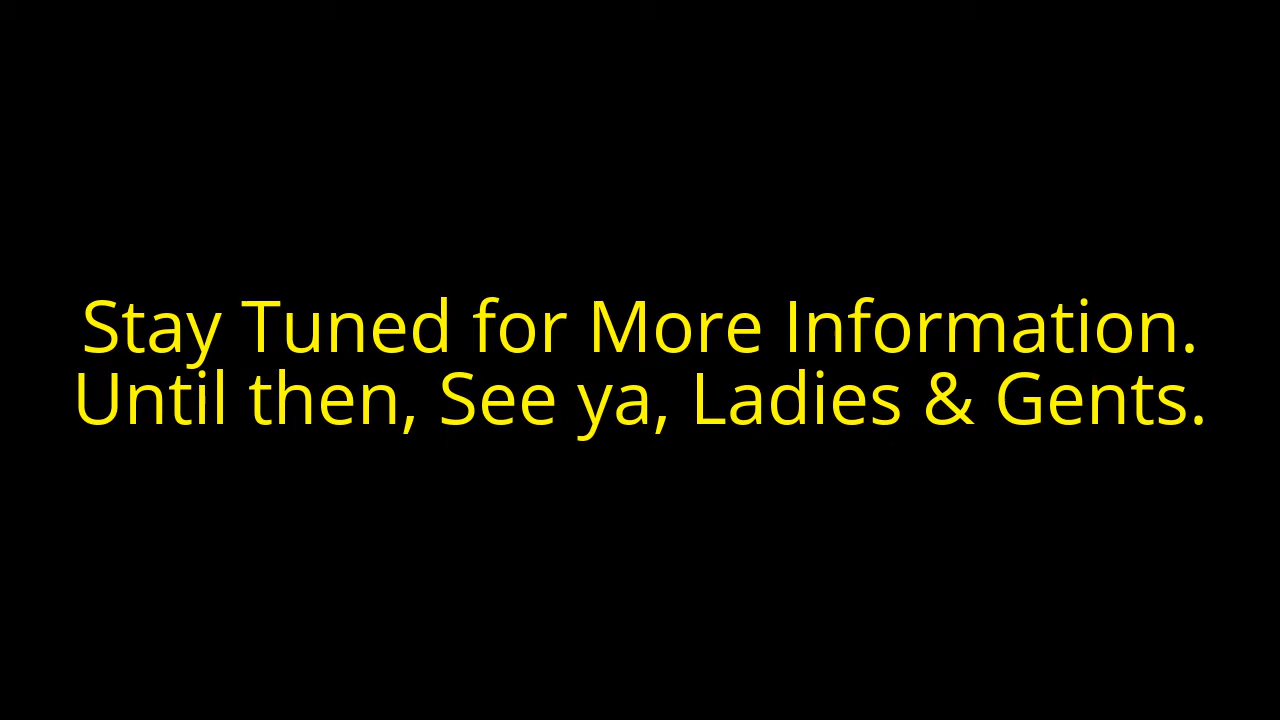 Stay Tuned for More Information.
Until then, See ya, Ladies & Gents.